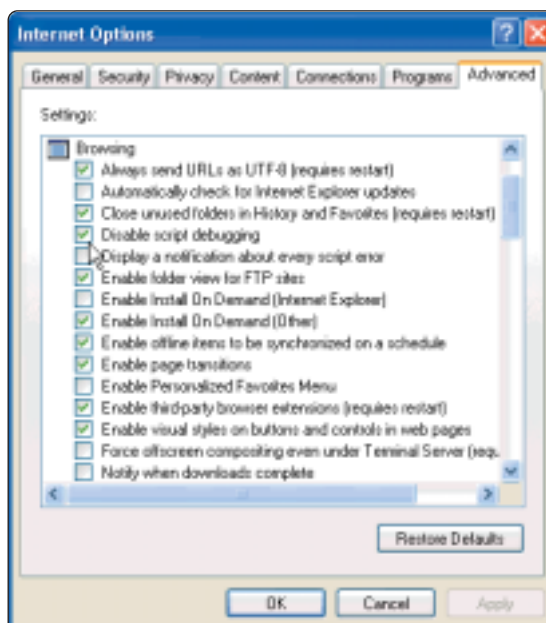 Internet Options
General Security Privacy Content Connections Programs Advanced
Settings:
Browsing
Always send URLs as UTF-8 (requires restart)
Automatically check for Internet Explorer updates
Close unused folders in History and Favorites (requires restart)
Disable script debugging
Display a notification about every script error
Enable folder view for FTP sites
Enable Install On Demand (Internet Explorer)
Enable Install On Demand (Other)
Enable offline items to be synchronized on a schedule
Enable page transitions
Enable Personalized Favorites Menu
Enable third-party browser extensions (requires restart)
Enable visual styles on buttons and controls in web pages
Force offscreen compositing even under Terminal Server (requ
Notify when downloads complete
Restore Defaults
OK Cancel Apply